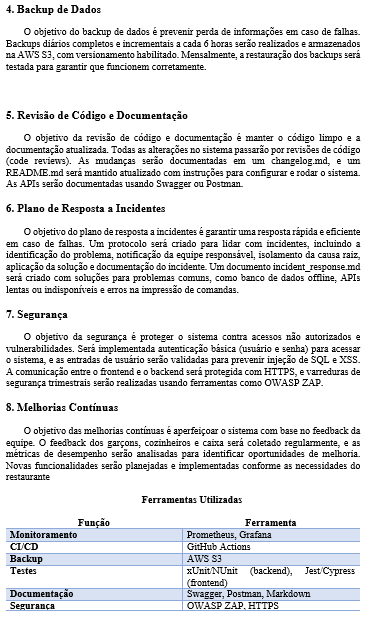 4. Backup de Dados
O objetivo do backup de dados é prevenir perda de informações em caso de falhas.
Backups diários completos e incrementais a cada 6 horas serão realizados e armazenados
na AWS S3, com versionamento habilitado. Mensalmente, a restauração dos backups será
testada para garantir que funcionem corretamente.
5. Revisão de Código e Documentação
O objetivo da revisão de código e documentação é manter o código limpo e a
documentação atualizada. Todas as alterações no sistema passarão por revisões de código
(code reviews). As mudanças serão documentadas em um changelog.md, e um
README.md será mantido atualizado com instruções para configurar e rodar o sistema.
As APIs serão documentadas usando Swagger ou Postman.
6. Plano de Resposta a Incidentes
O objetivo do plano de resposta a incidentes é garantir uma resposta rápida e eficiente
em caso de falhas. Um protocolo será criado para lidar com incidentes, incluindo a
identificação do problema, notificação da equipe responsável, isolamento da causa raiz,
aplicação da solução e documentação do incidente. Um documento incident_response.md
será criado com soluções para problemas comuns, como banco de dados offline, APIs
lentas ou indisponíveis e erros na impressão de comandas.
7. Segurança
O objetivo da segurança é proteger o sistema contra acessos não autorizados e
vulnerabilidades. Será implementada autenticação básica (usuário e senha) para acessar
o sistema, e as entradas de usuário serão validadas para prevenir injeção de SQL e XSS.
A comunicação entre o frontend e o backend será protegida com HTTPS, e varreduras de
segurança trimestrais serão realizadas usando ferramentas como OWASP ZAP.
8. Melhorias Contínuas
O objetivo das melhorias contínuas é aperfeiçoar o sistema com base no feedback da
equipe. O feedback dos garçons, cozinheiros e caixa será coletado regularmente, e as
métricas de desempenho serão analisadas para identificar oportunidades de melhoria.
Novas funcionalidades serão planejadas e implementadas conforme as necessidades do
restaurante
Ferramentas Utilizadas
Função Ferramenta
Monitoramento Prometheus, Grafana
CI/CD GitHub Actions
Backup AWS S3
Testes xUnit/NUnit (backend), Jest/Cypress
(frontend)
Documentação Swagger, Postman, Markdown
Segurança OWASP ZAP, HTTPS